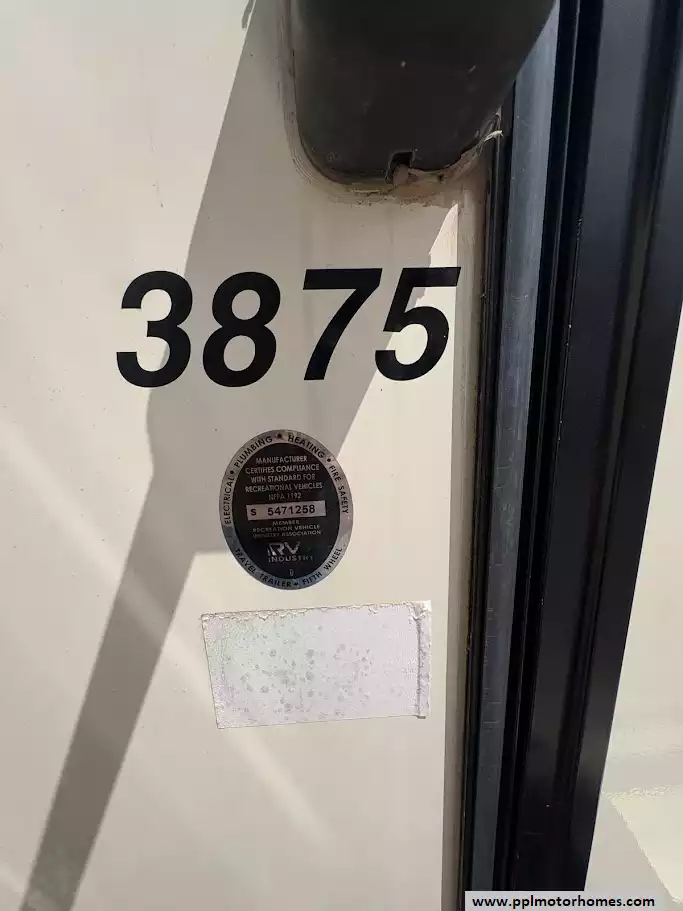 3875
ELECTRICAL • PLUMBING • HEATING • FIRE SAFETY
MANUFACTURER
CERTIFIES COMPLIANCE
WITH STANDARD FOR
RECREATIONAL VEHICLES
NFPA 1192
S 5471258
MEMBER
RECREATION VEHICLE
INDUSTRY ASSOCIATION
RV
INDUSTRY
TRAVEL TRAILER • FIFTH WHEEL
www.pplmotorhomes.com